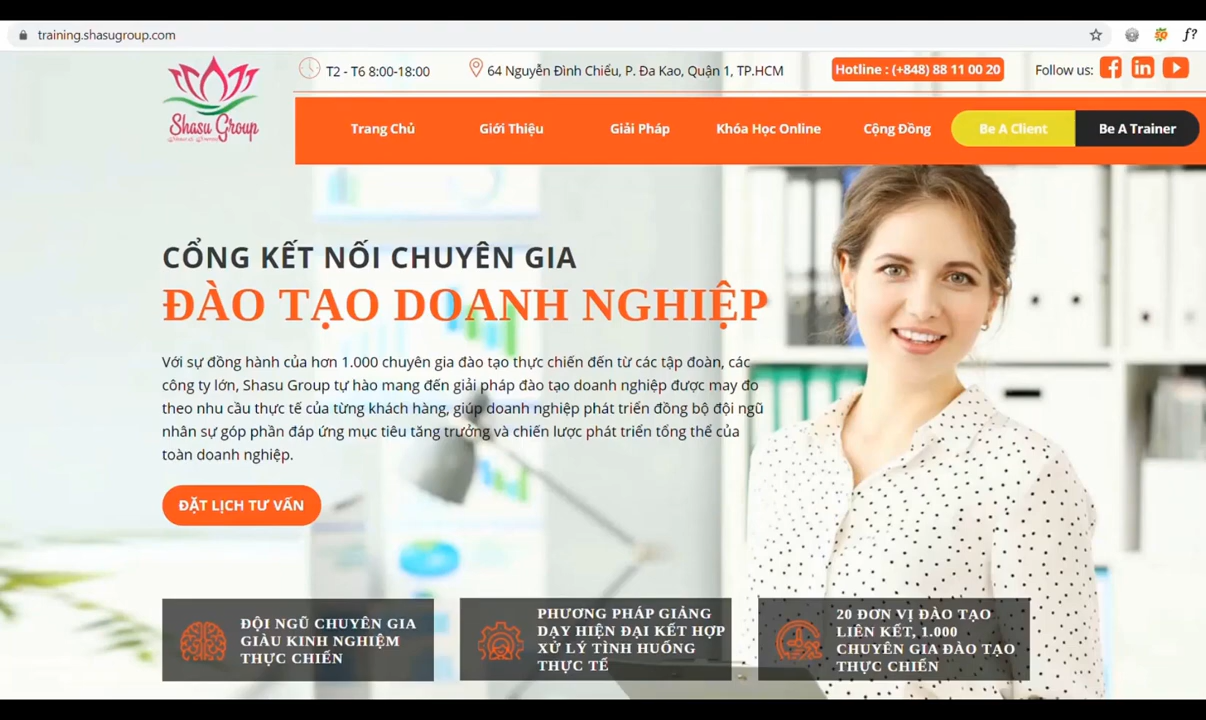 training.shasugroup.com
f?
T2 - T6 8:00-18:00
64 Nguyễn Đình Chiểu, P. Đa Kao, Quận 1, TP.HCM
Hotline : (+848) 88 11 00 20
Follow us:
Shasu Group
Trang Chủ
Giới Thiệu
Giải Pháp
Khóa Học Online
Cộng Đồng
Be A Client
Be A Trainer
CỔNG KẾT NỐI CHUYÊN GIA
ĐÀO TẠO DOANH NGHIỆP
Với sự đồng hành của hơn 1.000 chuyên gia đào tạo thực chiến đến từ các tập đoàn, các
công ty lớn, Shasu Group tự hào mang đến giải pháp đào tạo doanh nghiệp được may đo
theo nhu cầu thực tế của từng khách hàng, giúp doanh nghiệp phát triển đồng bộ đội ngũ
nhân sự góp phần đáp ứng mục tiêu tăng trưởng và chiến lược phát triển tổng thể của
toàn doanh nghiệp.
ĐẶT LỊCH TƯ VẤN
ĐỘI NGŨ CHUYÊN GIA
GIÀU KINH NGHIỆM
THỰC CHIẾN
PHƯƠNG PHÁP GIẢNG
DẠY HIỆN ĐẠI KẾT HỢP
XỬ LÝ TÌNH HUỐNG
THỰC TẾ
20 ĐƠN VỊ ĐÀO TẠO
LIÊN KẾT, 1.000
CHUYÊN GIA ĐÀO TẠO
THỰC CHIẾN